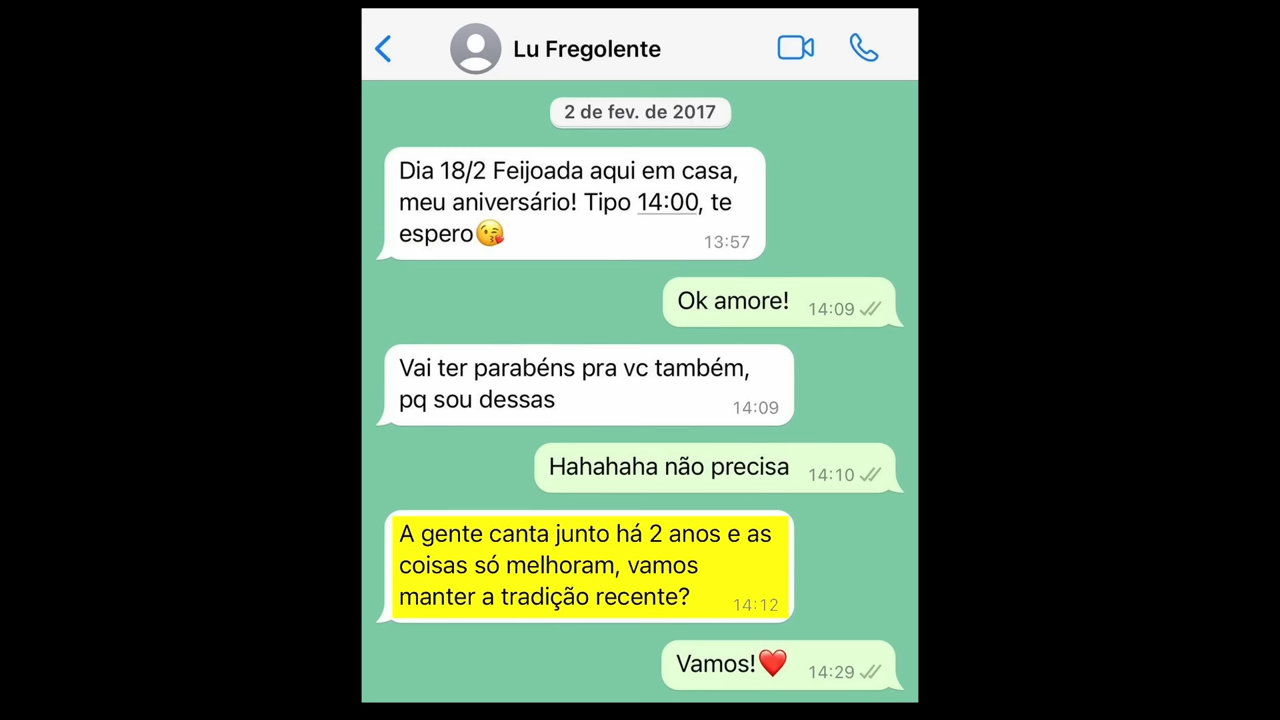 Lu Fregolente
2 de fev. de 2017
Dia 18/2 Feijoada aqui em casa,
meu aniversário! Tipo 14:00, te
espero😘
13:57
Ok amore!
14:09
Vai ter parabéns pra vc também,
pq sou dessas
14:09
Hahahaha não precisa
14:10
A gente canta junto há 2 anos e as
coisas só melhoram, vamos
manter a tradição recente?
14:12
Vamos!❤️
14:29